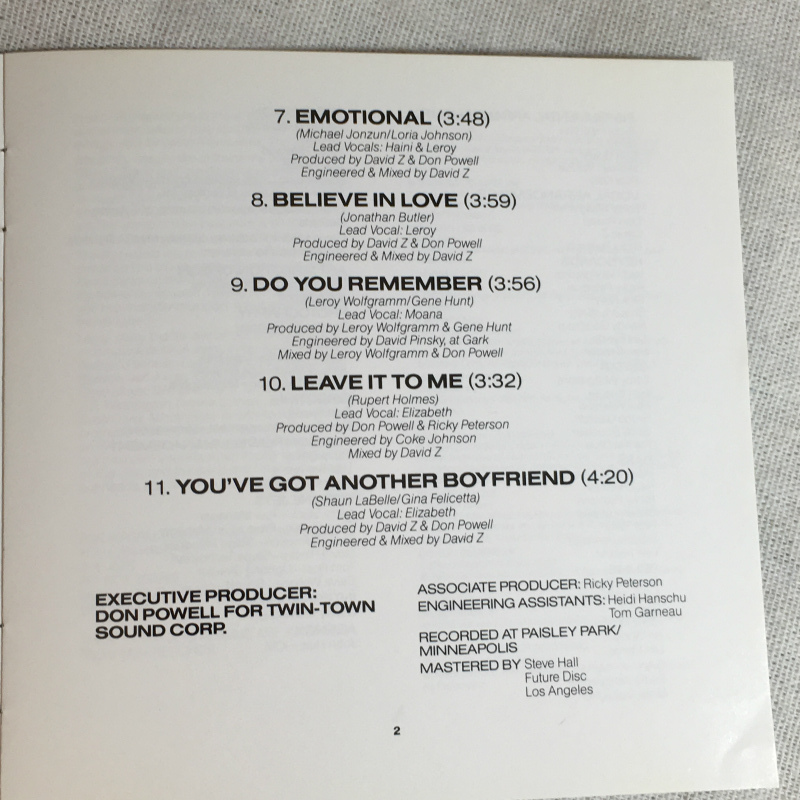 7. EMOTIONAL (3:48)
(Michael Jonzun/Loria Johnson)
Lead Vocals: Haini & Leroy
Produced by David Z & Don Powell
Engineered & Mixed by David Z
8. BELIEVE IN LOVE (3:59)
(Jonathan Butler)
Lead Vocal: Leroy
Produced by David Z & Don Powell
Engineered & Mixed by David Z
9. DO YOU REMEMBER (3:56)
(Leroy Wolfgramm/Gene Hunt)
Lead Vocal: Moana
Produced by Leroy Wolfgramm & Gene Hunt
Engineered by David Pinsky, at Gark
Mixed by Leroy Wolfgramm & Don Powell
10. LEAVE IT TO ME (3:32)
(Rupert Holmes)
Lead Vocal: Elizabeth
Produced by Don Powell & Ricky Peterson
Engineered by Coke Johnson
Mixed by David Z
11. YOU'VE GOT ANOTHER BOYFRIEND (4:20)
(Shaun LaBelle/Gina Felicetta)
Lead Vocal: Elizabeth
Produced by David Z & Don Powell
Engineered & Mixed by David Z
EXECUTIVE PRODUCER:
DON POWELL FOR TWIN-TOWN
SOUND CORP.
ASSOCIATE PRODUCER: Ricky Peterson
ENGINEERING ASSISTANTS: Heidi Hanschu
Tom Garneau
RECORDED AT PAISLEY PARK/
MINNEAPOLIS
MASTERED BY Steve Hall
Future Disc
Los Angeles
2